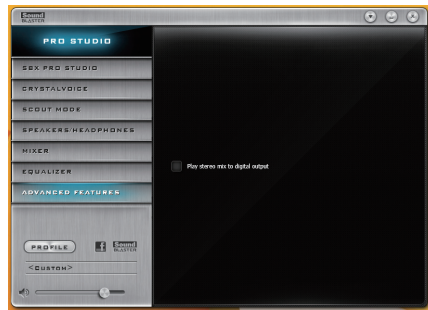 Sound
BLASTER
PRO STUDIO
SBX PRO STUDIO
CRYSTALVOICE
SCOUT MODE
SPEAKERS/HEADPHONES
MIXER
EQUALIZER
ADVANCED FEATURES
Play stereo mix to digital output
PROFILE
f
Sound
BLASTER
<CUSTOM>